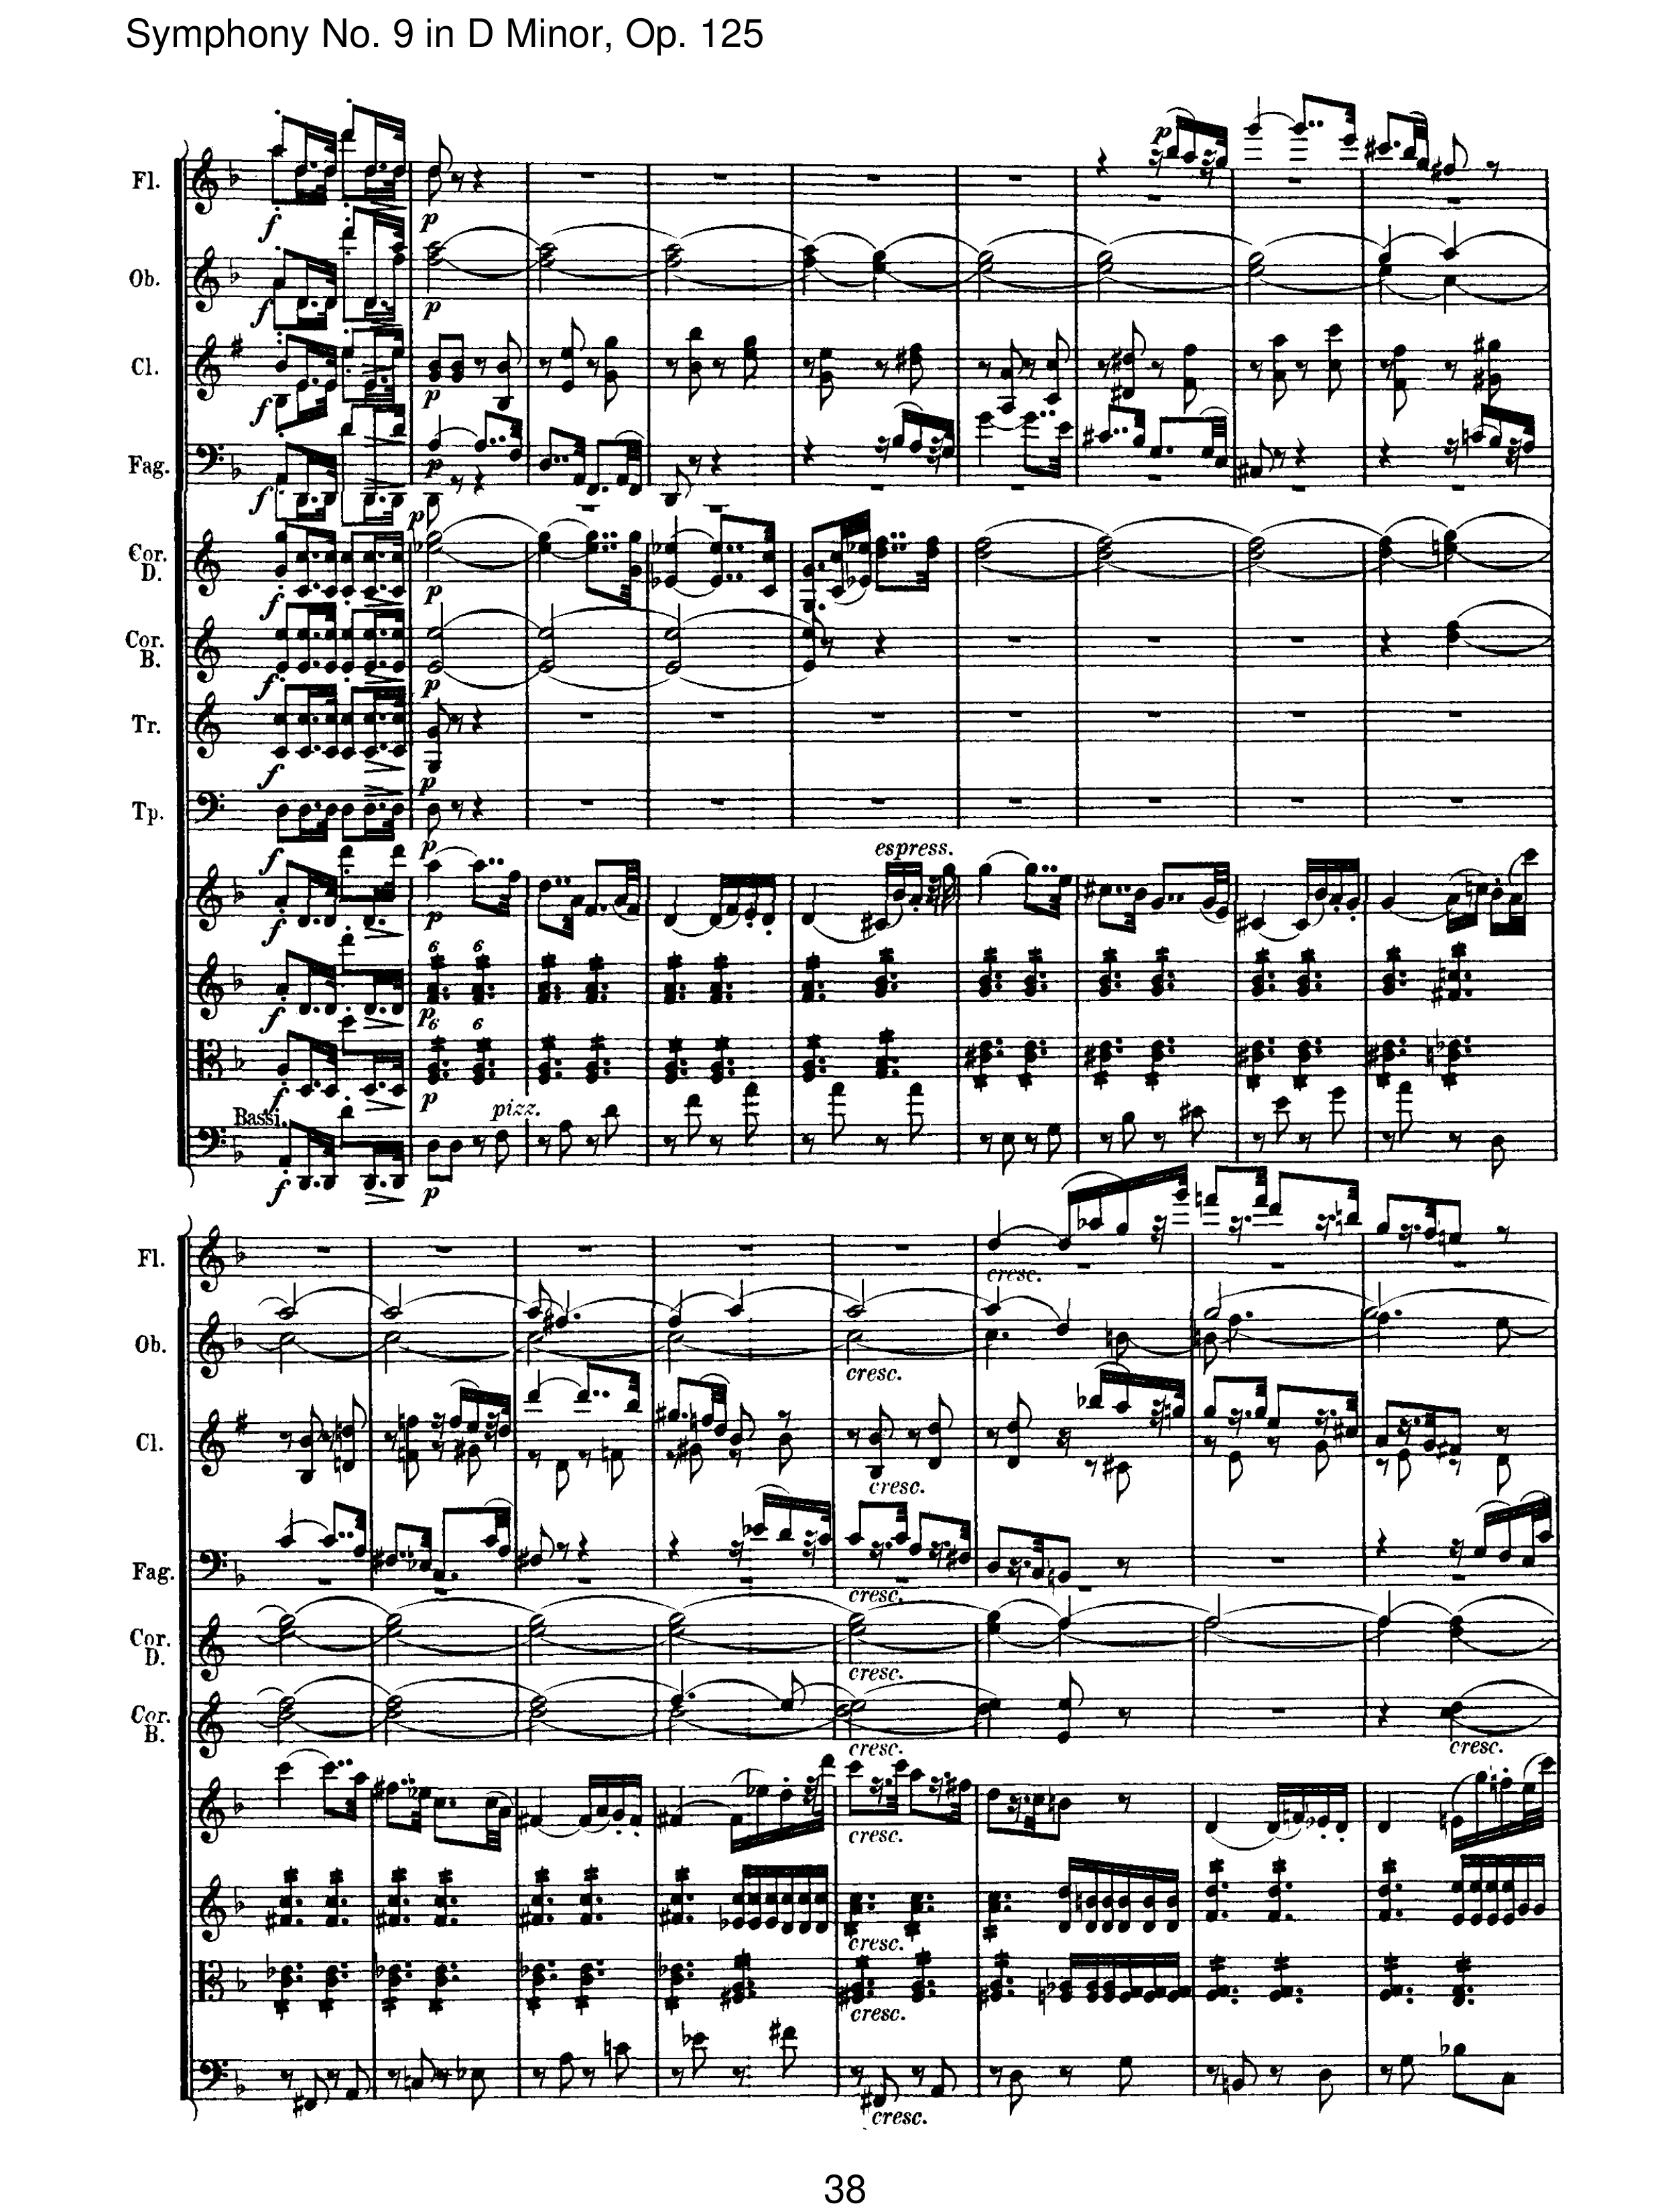 Symphony No. 9 in D Minor, Op. 125
p
Fl.
f p
Ob.
f p
Cl.
f p
Fag.
p
f p
Cor.
D.
f p
Cor.
B.
f p
Tr.
f p
Tp.
f p espress.
f p
6 6
f p
6 6
f p
Bassi. pizz.
f p
Fl.
cresc.
Ob.
cresc.
Cl.
cresc.
Fag.
cresc.
Cor.
D.
cresc.
Cor.
B.
cresc. cresc.
cresc.
cresc.
cresc.
cresc.
38